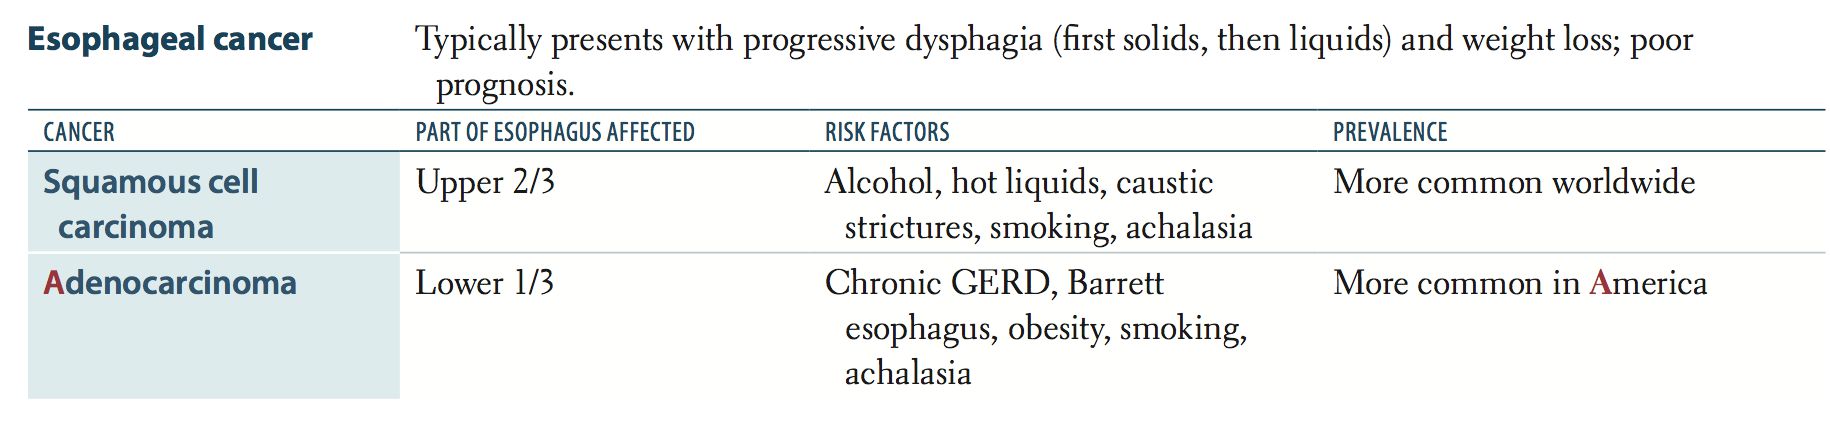 Esophageal cancer Typically presents with progressive dysphagia (first solids, then liquids) and weight loss; poor
prognosis.
CANCER PART OF ESOPHAGUS AFFECTED RISK FACTORS PREVALENCE
Squamous cell Upper 2/3 Alcohol, hot liquids, caustic More common worldwide
carcinoma strictures, smoking, achalasia
Adenocarcinoma Lower 1/3 Chronic GERD, Barrett More common in America
esophagus, obesity, smoking,
achalasia